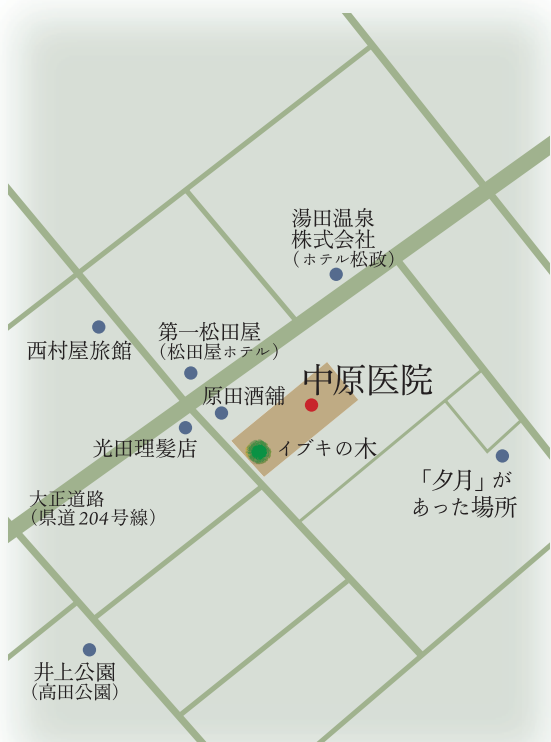 湯田温泉
株式会社
（ホテル松政）
西村屋旅館
第一松田屋
（松田屋ホテル）
中原医院
原田酒舗
光田理髪店
イブキの木
「夕月」が
あった場所
大正道路
（県道204号線）
井上公園
（高田公園）